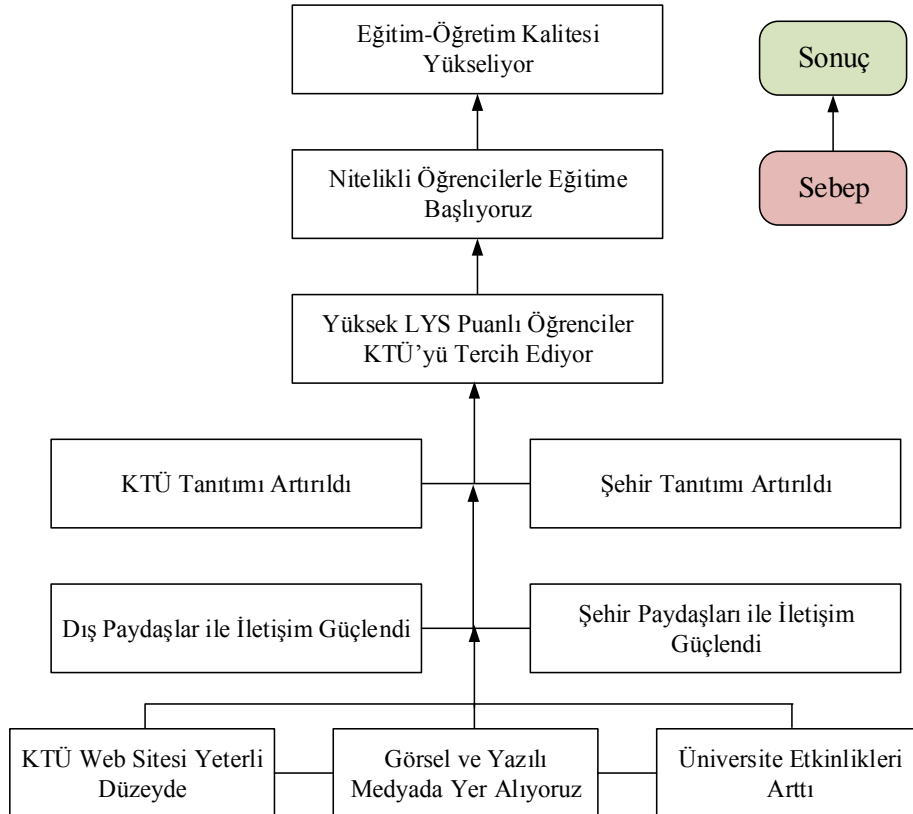 Eğitim-Öğretim Kalitesi
Yükseliyor
Sonuç
Nitelikli Öğrencilerle Eğitime
Başlıyoruz
Sebep
Yüksek LYS Puanlı Öğrenciler
KTÜ’yü Tercih Ediyor
KTÜ Tanıtımı Artırıldı
Şehir Tanıtımı Artırıldı
Dış Paydaşlar ile İletişim Güçlendi
Şehir Paydaşları ile İletişim
Güçlendi
KTÜ Web Sitesi Yeterli
Düzeyde
Görsel ve Yazılı
Medyada Yer Alıyoruz
Üniversite Etkinlikleri
Arttı